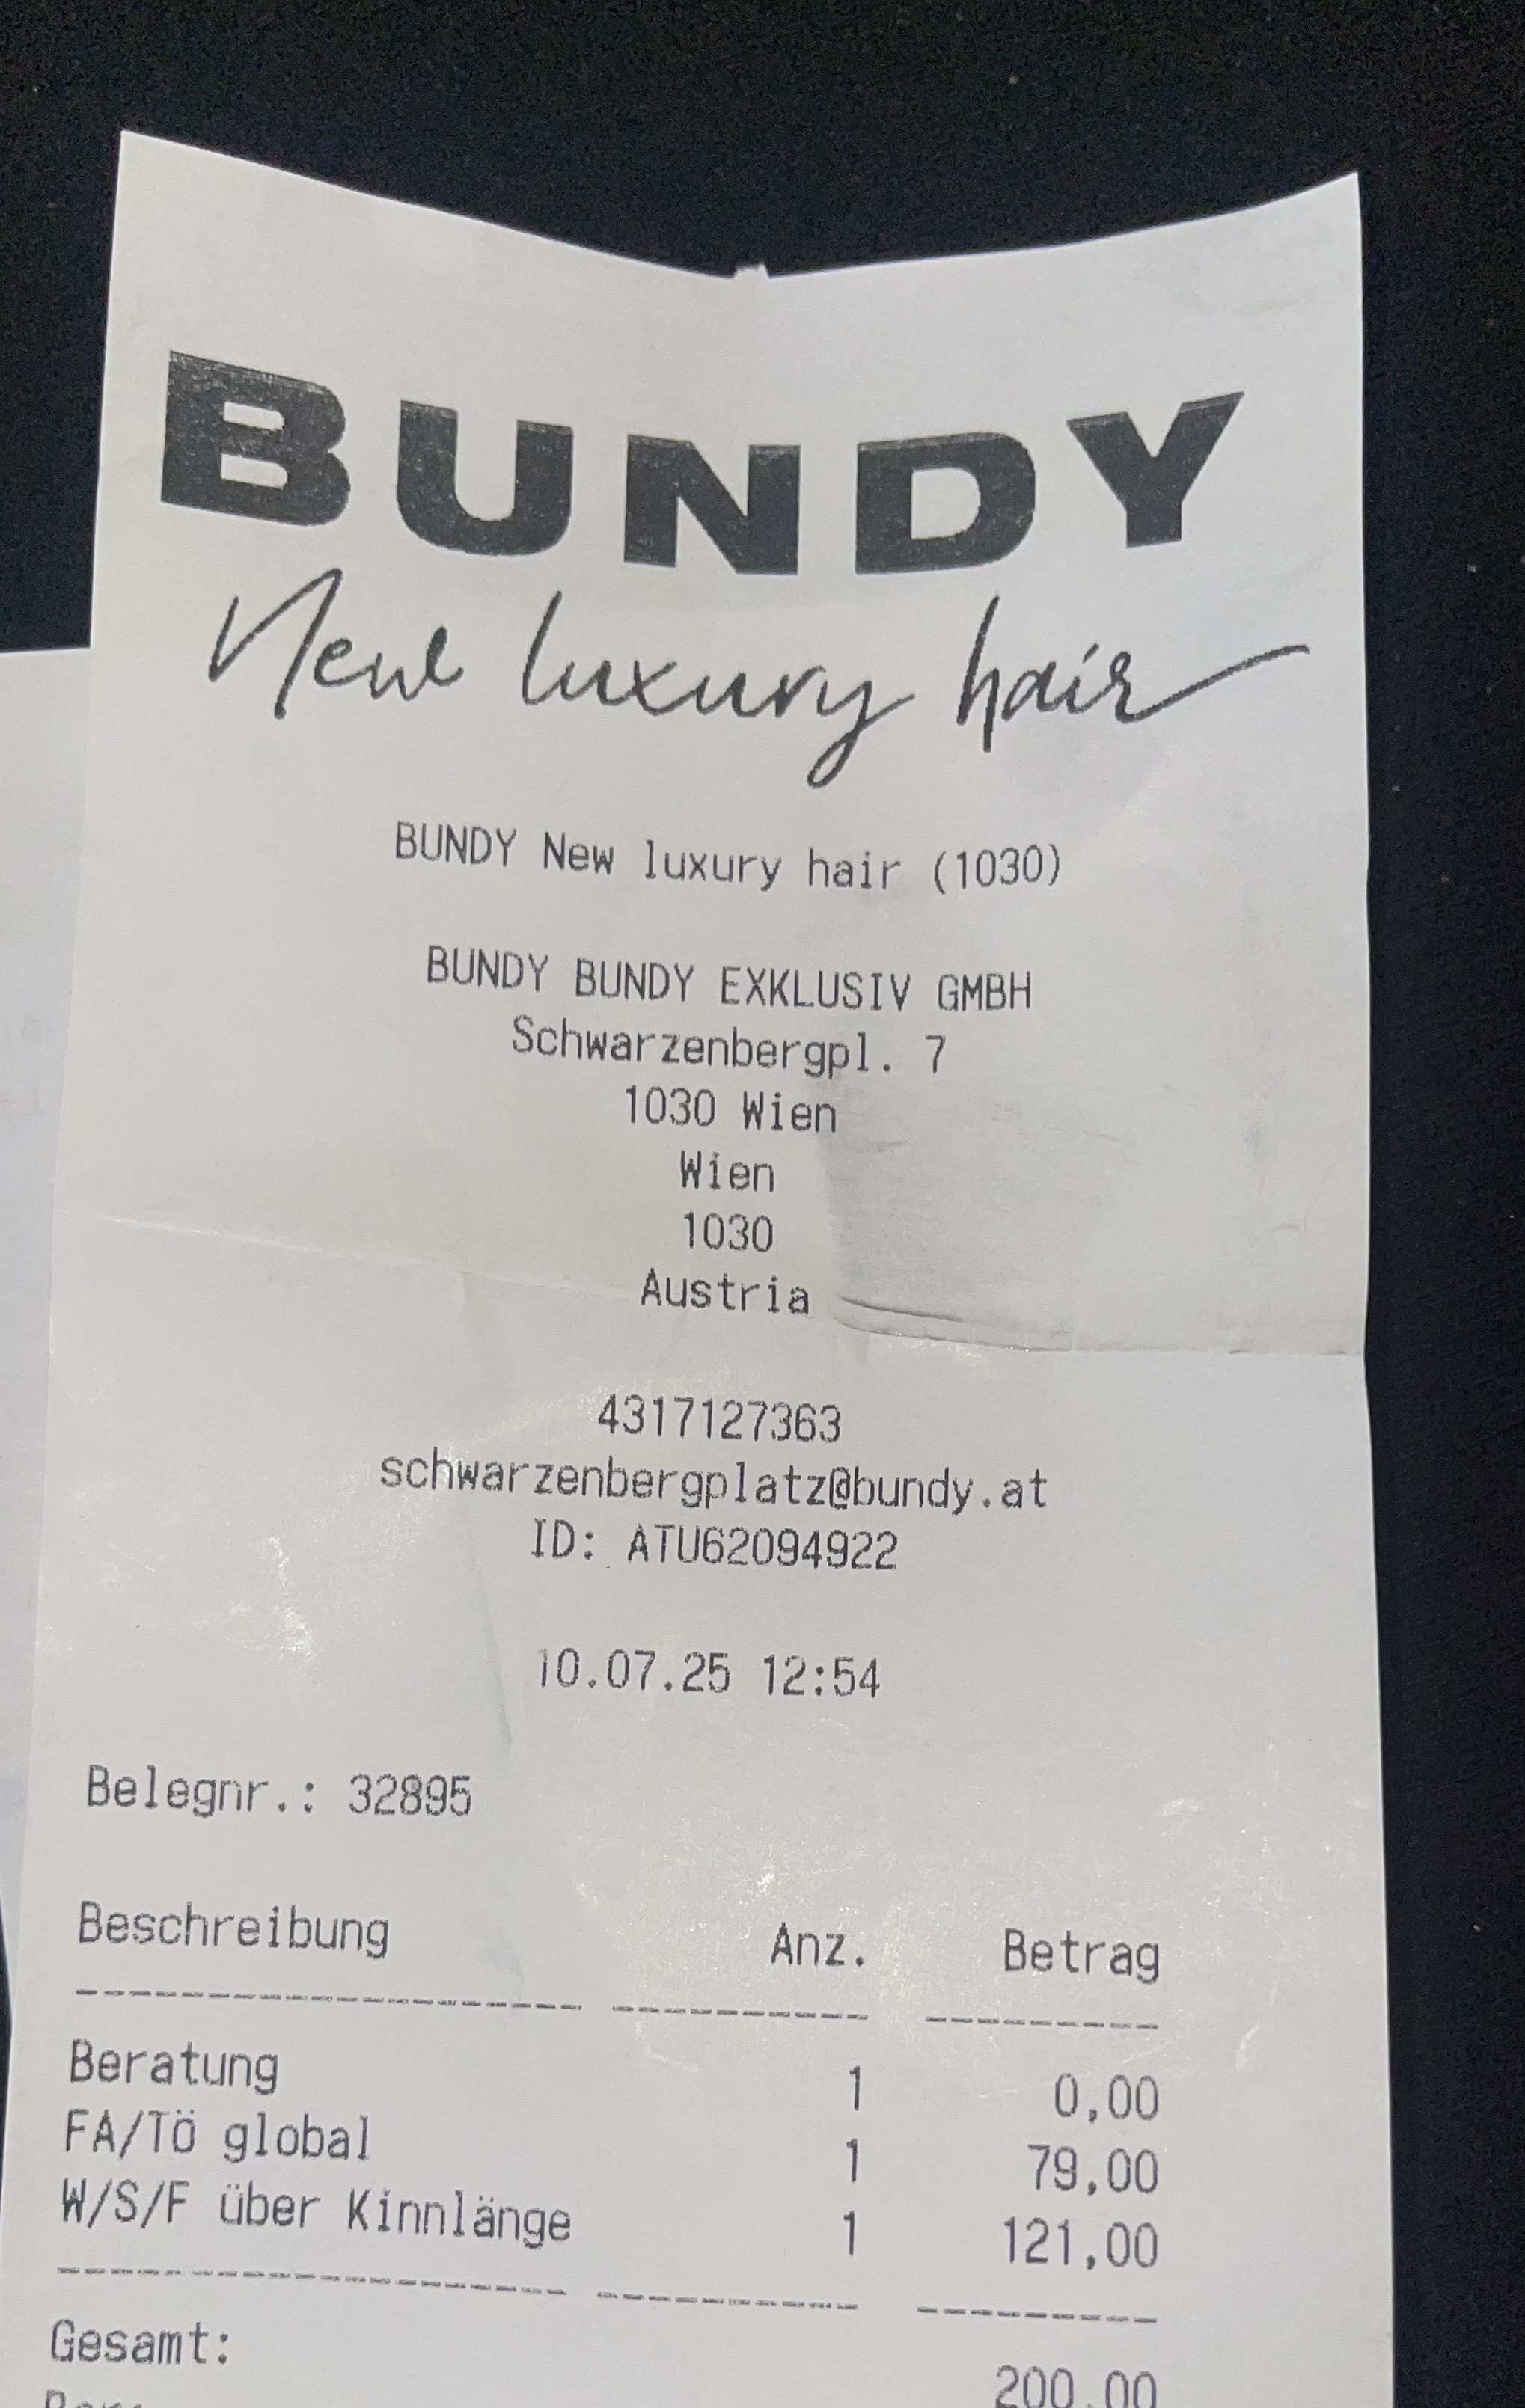 BUNDY
New luxury hair
BUNDY New luxury hair (1030)
BUNDY BUNDY EXKLUSIV GMBH
Schwarzenbergpl. 7
1030 Wien
Wien
1030
Austria
4317127363
schwarzenbergplatz@bundy.at
ID: ATU62094922
10.07.25 12:54
Belegnr.: 32895
Beschreibung Anz. Betrag
Beratung 1 0,00
FA/TÖ global 1 79,00
W/S/F über Kinnlänge 1 121,00
Gesamt: 200,00